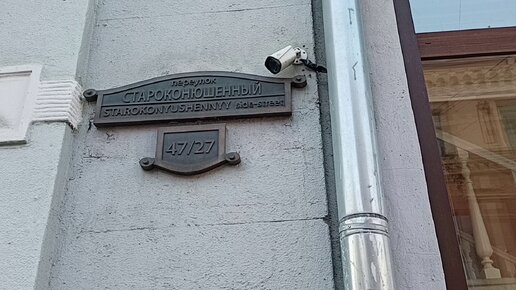 переулок
СТАРОКОНЮШЕННЫЙ
STAROKONYUSHENNYY side-street
47/27